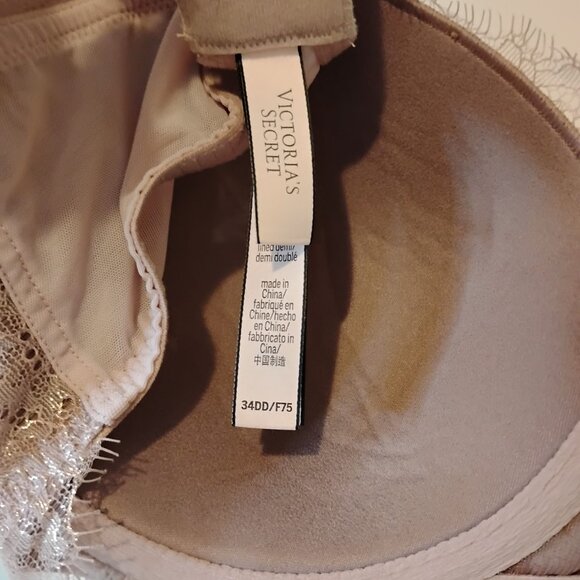 VICTORIA'S
SECRET
lined demi/
demi doublé
made in
China/
fabriqué en
Chine/hecho
en China/
fabbricato in
Cina/
中国制造
34DD/F75